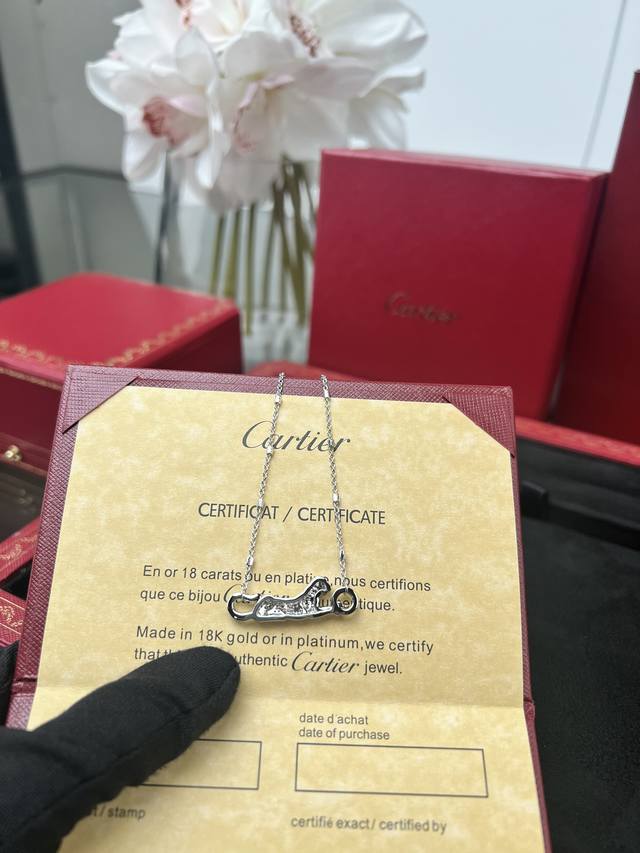 Cartier
Cartier
CERTIFICAT / CERTIFICATE
En or 18 carats ou en platine, nous certifions
que ce bijou
Made in 18K gold or in platinum, we certify
authentic Cartier jewel.
date d'achat
date of purchase
/ stamp
certifié exact / certified by